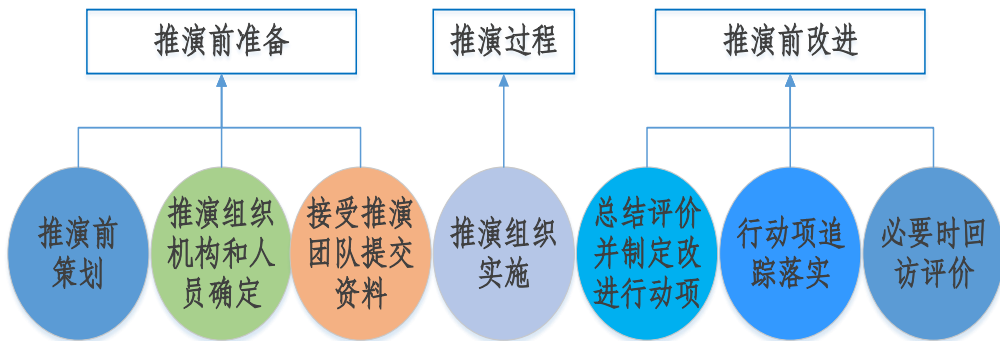 推演前准备
推演过程
推演前改进
推演前
策划
推演组织
机构和人
员确定
接受推演
团队提交
资料
推演组织
实施
总结评价
并制定改
进行动项
行动项追
踪落实
必要时回
访评价